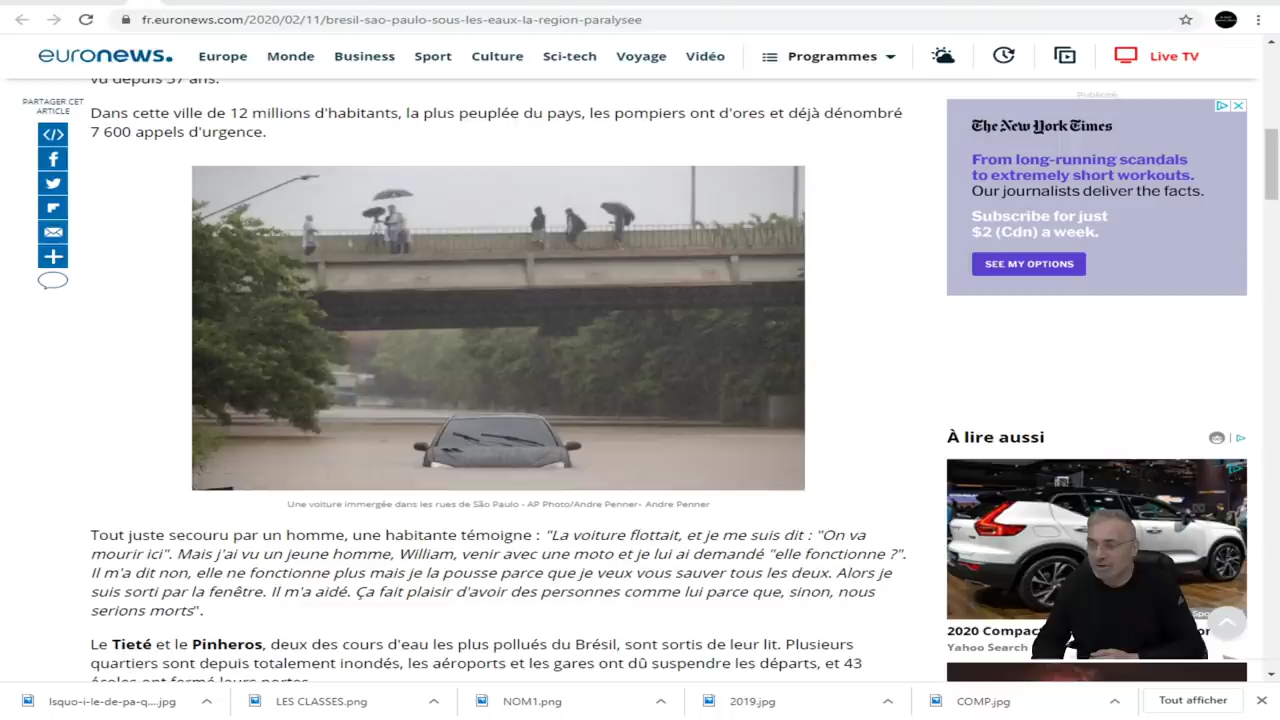 fr.euronews.com/2020/02/11/bresil-sao-paulo-sous-les-eaux-la-region-paralysee
euronews.
Europe Monde Business Sport Culture Sci-tech Voyage Vidéo Programmes Live TV
vu depuis 37 ans.
PARTAGER CET
ARTICLE
Dans cette ville de 12 millions d'habitants, la plus peuplée du pays, les pompiers ont d'ores et déjà dénombré
7 600 appels d'urgence.
Une voiture immergée dans les rues de São Paulo - AP Photo/Andre Penner- Andre Penner
Tout juste secouru par un homme, une habitante témoigne : "La voiture flottait, et je me suis dit : "On va
mourir ici". Mais j'ai vu un jeune homme, William, venir avec une moto et je lui ai demandé "elle fonctionne ?".
Il m'a dit non, elle ne fonctionne plus mais je la pousse parce que je veux vous sauver tous les deux. Alors je
suis sorti par la fenêtre. Il m'a aidé. Ça fait plaisir d'avoir des personnes comme lui parce que, sinon, nous
serions morts".
Le Tieté et le Pinheros, deux des cours d'eau les plus pollués du Brésil, sont sortis de leur lit. Plusieurs
quartiers sont depuis totalement inondés, les aéroports et les gares ont dû suspendre les départs, et 43
écoles ont fermé leurs portes.
Publicité
The New York Times
From long-running scandals
to extremely short workouts.
Our journalists deliver the facts.
Subscribe for just
$2 (Cdn) a week.
SEE MY OPTIONS
À lire aussi
2020 Compac
Yahoo Search
lsquo-i-le-de-pa-q....jpg
LES CLASSES.png
NOM1.png
2019.jpg
COMP.jpg
Tout afficher